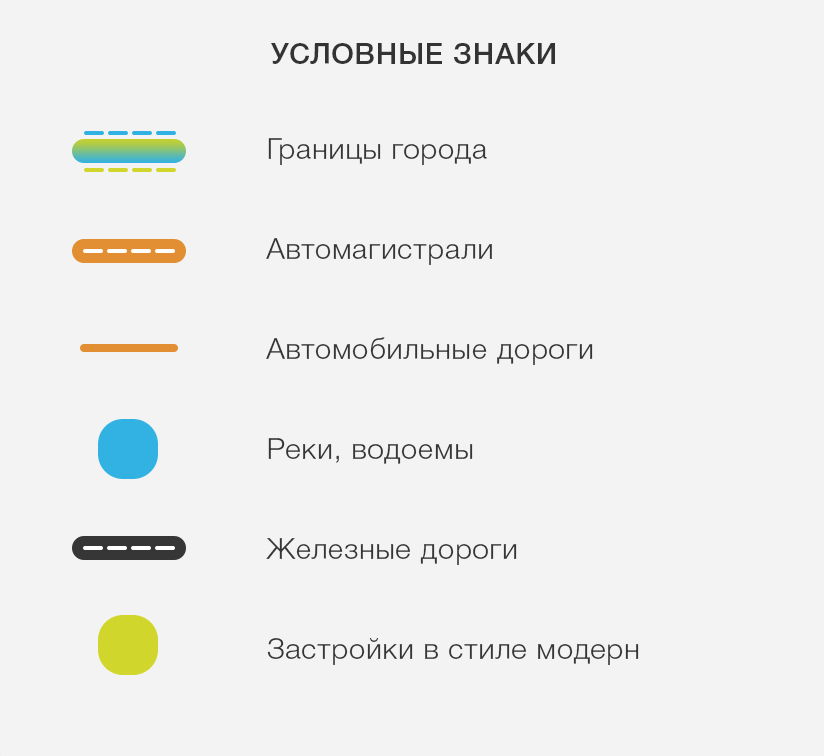 УСЛОВНЫЕ ЗНАКИ
Границы города
Автомагистрали
Автомобильные дороги
Реки, водоемы
Железные дороги
Застройки в стиле модерн